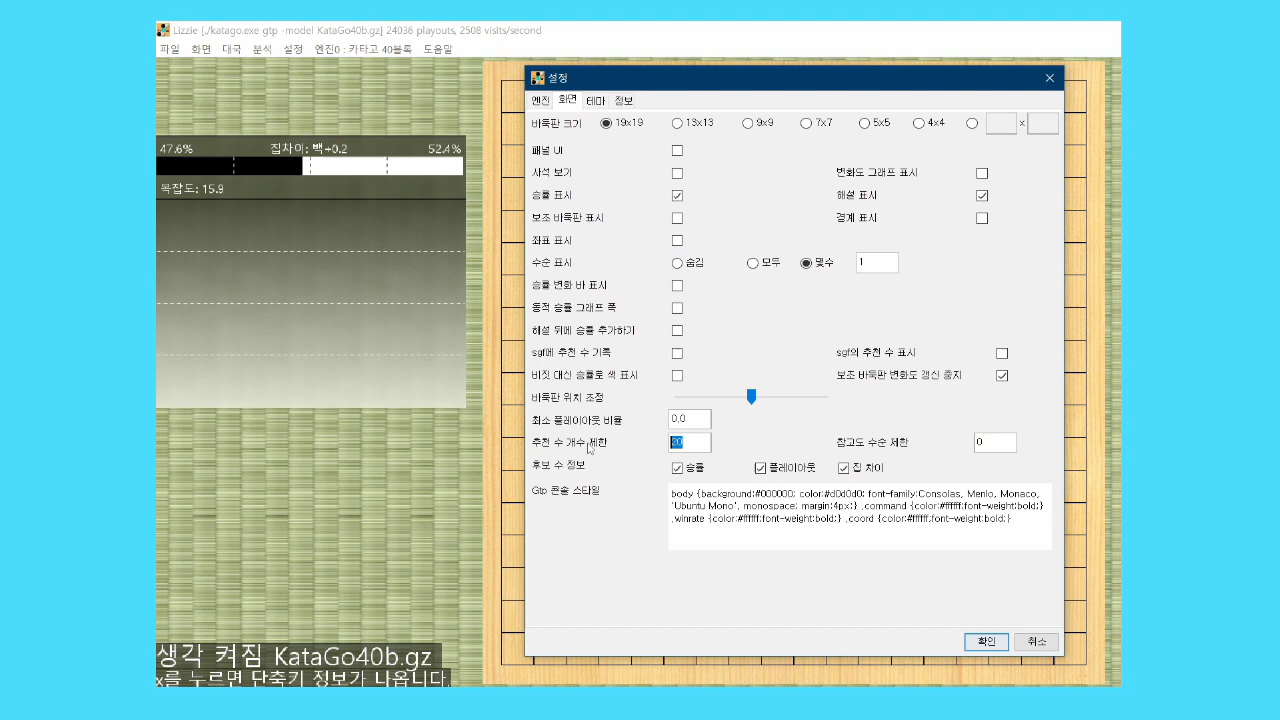 Lizzie [./katago.exe gtp -model KataGo40b.gz] 24036 playouts, 2508 visits/second
파일 화면 대국 분석 설정 엔진0 : 카타고 40블록 도움말
47.6% 집차이: 백+0.2 52.4%
복잡도: 15.9
생각 켜짐 KataGo40b.gz
x를 누르면 단축키 정보가 나옵니다.
설정
엔진 화면 테마 정보
바둑판 크기 19x19 13x13 9x9 7x7 5x5 4x4 x
패널 UI
사석 보기 변화도 그래프 표시
승률 표시 해설 표시
보조 바둑판 표시 경계 표시
좌표 표시
수순 표시 숨김 모두 몇수 1
승률 변화 바 표시
동적 승률 그래프 폭
해설 뒤에 승률 추가하기
sgf에 추천 수 기록 sgf의 추천 수 표시
비짓 대신 승률로 색 표시 보조 바둑판 변화도 갱신 중지
바둑판 위치 조정
최소 플레이아웃 비율 0.0
추천 수 개수 제한 20 참고도 수순 제한 0
후보 수 정보 승률 플레이아웃 집 차이
Gtp 콘솔 스타일 body {background:#000000; color:#d0d0d0; font-family:Consolas, Menlo, Monaco,
'Ubuntu Mono', monospace; margin:4px;} .command {color:#ffffff;font-weight:bold;}
.winrate {color:#ffffff;font-weight:bold;} .coord {color:#ffffff;font-weight:bold;}
확인 취소